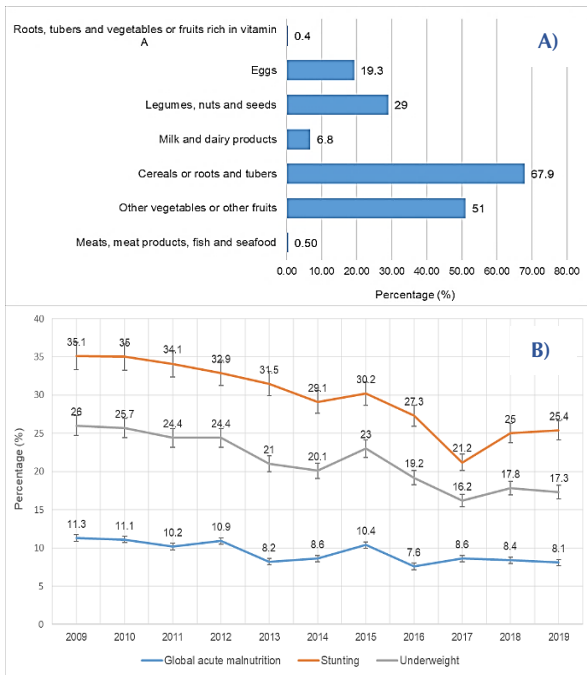 A)
Roots, tubers and vegetables or fruits rich in vitamin
A
0.4
Eggs
19.3
Legumes, nuts and seeds
29
Milk and dairy products
6.8
Cereals or roots and tubers
67.9
Other vegetables or other fruits
51
Meats, meat products, fish and seafood
0.50
0.00 10.00 20.00 30.00 40.00 50.00 60.00 70.00 80.00
Percentage (%)
B)
Percentage (%)
40
35
30
25
20
15
10
5
0
35.1 35 34.1 32.9 31.5 29.1 30.2 27.3 21.2 25 25.4
26 25.7 24.4 24.4 21 20.1 23 19.2 16.2 17.8 17.3
11.3 11.1 10.2 10.9 8.2 8.6 10.4 7.6 8.6 8.4 8.1
2009 2010 2011 2012 2013 2014 2015 2016 2017 2018 2019
Global acute malnutrition Stunting Underweight